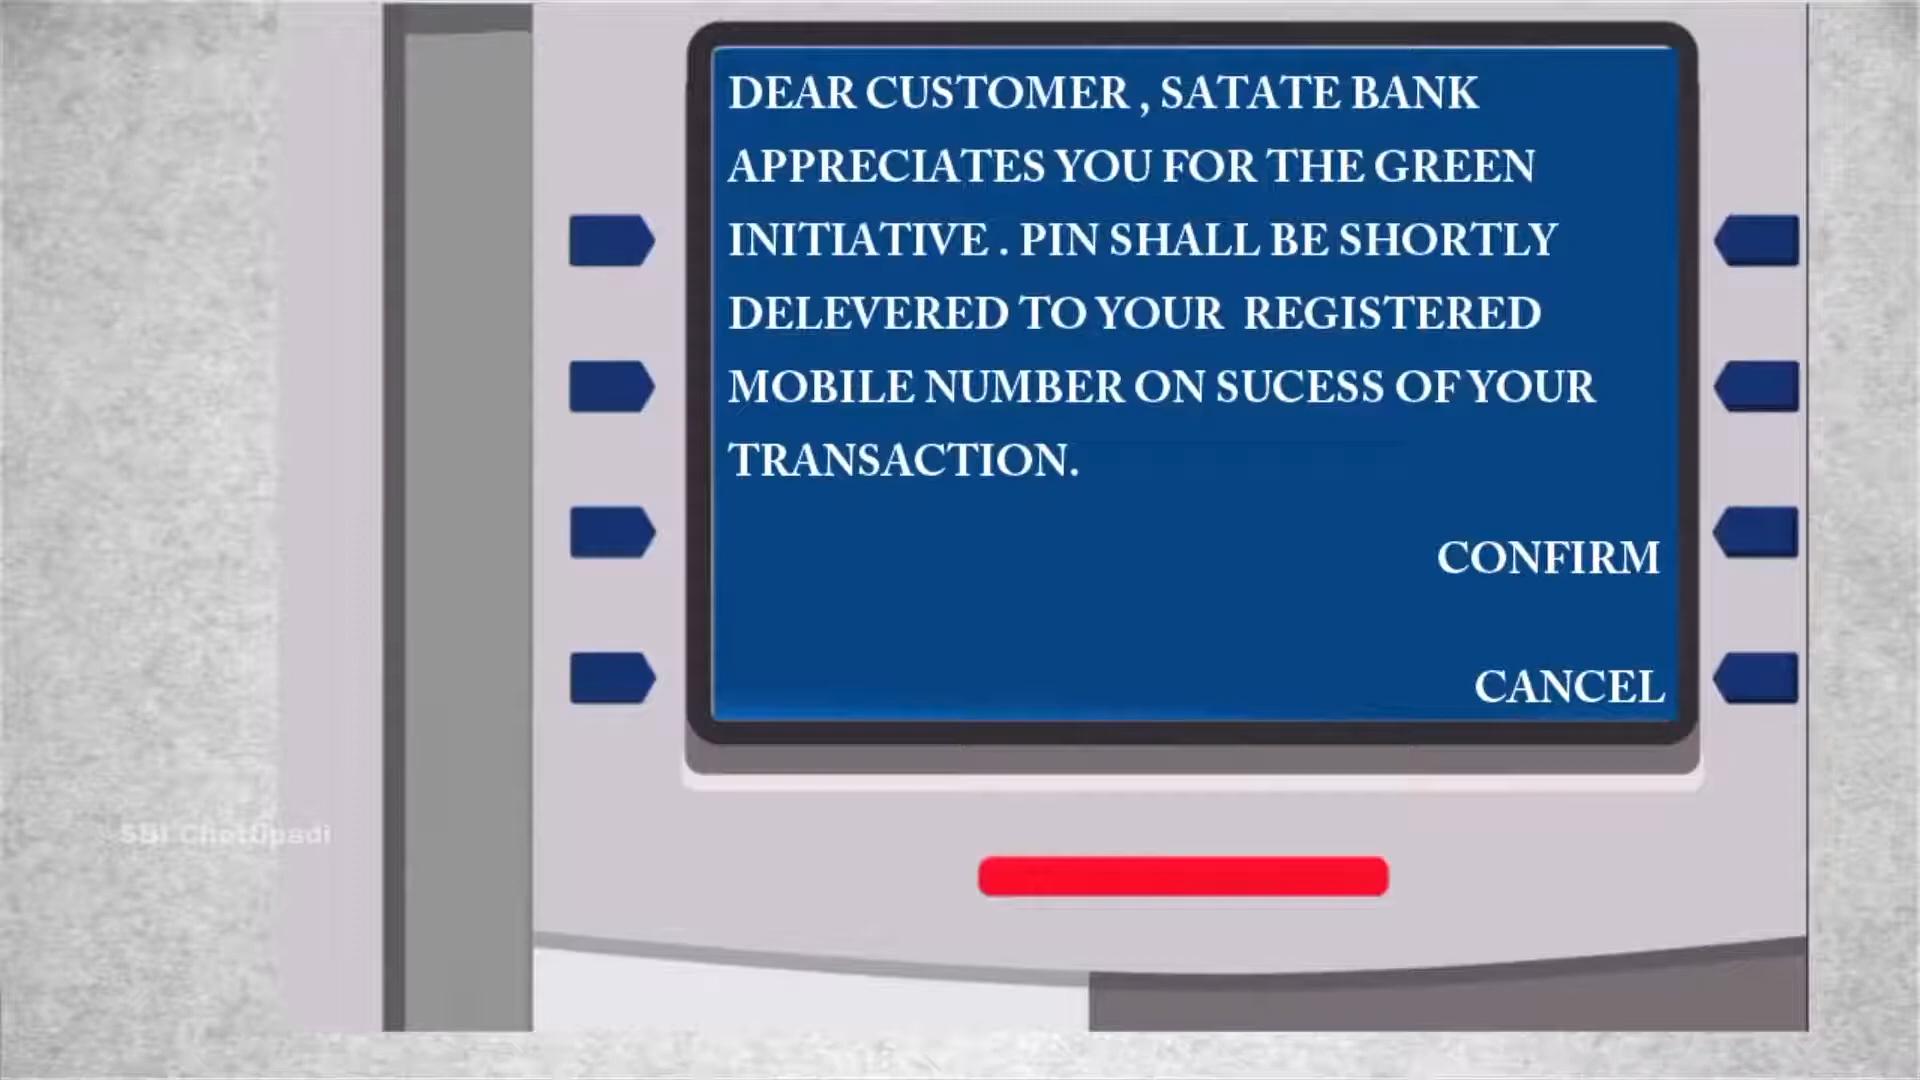 DEAR CUSTOMER , SATATE BANK
APPRECIATES YOU FOR THE GREEN
INITIATIVE . PIN SHALL BE SHORTLY
DELEVERED TO YOUR REGISTERED
MOBILE NUMBER ON SUCESS OF YOUR
TRANSACTION.
CONFIRM
CANCEL
SBI